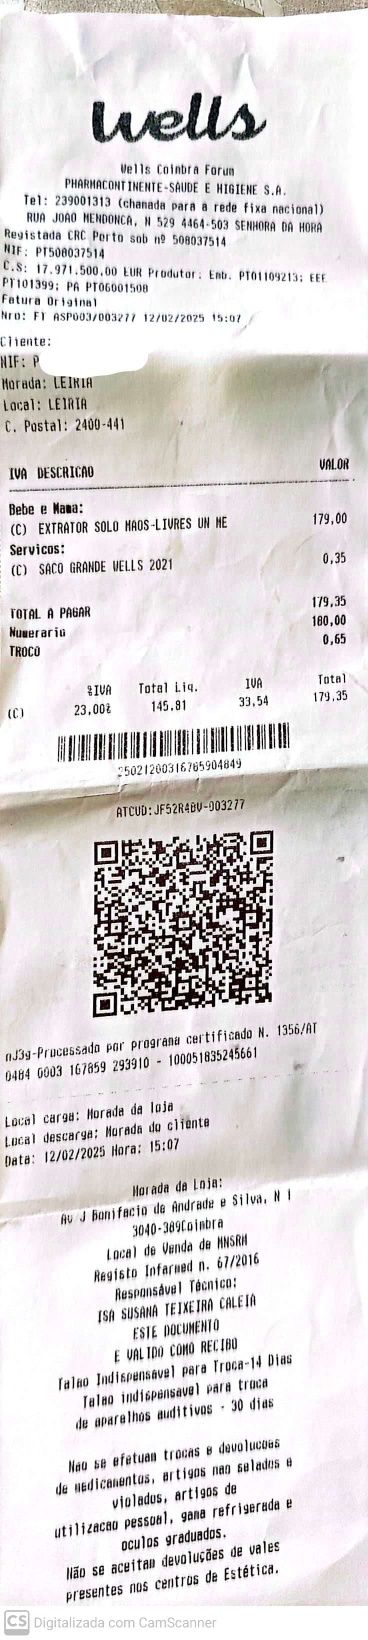 wells
Wells Coimbra Forum
PHARMACONTINENTE-SAUDE E HIGIENE S.A.
Tel: 239001313 (chamada para a rede fixa nacional)
RUA JOAO MENDONCA, N 529 4464-503 SENHORA DA HORA
Registada CRC Porto sob nº 508037514
NIF: PT508037514
C.S: 17.971.500,00 EUR Produtor: Emb. PT01109213; EEE
PT101399; PA PT06001508
Fatura Original
Nro: FT ASP003/003277 12/02/2025 15:07
Cliente:
NIF: P
Morada: LEIRIA
Local: LEIRIA
C. Postal: 2400-441
IVA DESCRICAO VALOR
Bebe e Mama:
(C) EXTRATOR SOLO MAOS-LIVRES UN ME 179,00
Servicos:
(C) SACO GRANDE WELLS 2021 0,35
TOTAL A PAGAR 179,35
Numerario 180,00
TROCO 0,65
%IVA Total Liq. IVA Total
(C) 23,00% 145,81 33,54 179,35
ATCUD:JF52R4BV-003277
nJ3g-Processado por programa certificado N. 1356/AT
0484 0003 167859 293910 - 100051835245661
Local carga: Morada da loja
Local descarga: Morada do cliente
Data: 12/02/2025 Hora: 15:07
Morada da Loja:
Av J Bonifacio de Andrade e Silva, N 1
3040-389Coimbra
Local de Venda de MNSRM
Registo Infarmed n. 67/2016
Responsável Técnico:
ISA SUSANA TEIXEIRA CALEIA
ESTE DOCUMENTO
E VALIDO COMO RECIBO
Talao Indispensável para Troca-14 Dias
Talao indispensavel para troca
de aparelhos auditivos - 30 dias
Nao se efetuam trocas e devolucoes
de medicamentos, artigos nao selados e
violados, artigos de
utilizacao pessoal, gama refrigerada e
oculos graduados.
Não se aceitam devoluções de vales
presentes nos centros de Estética.
CS Digitalizada com CamScanner